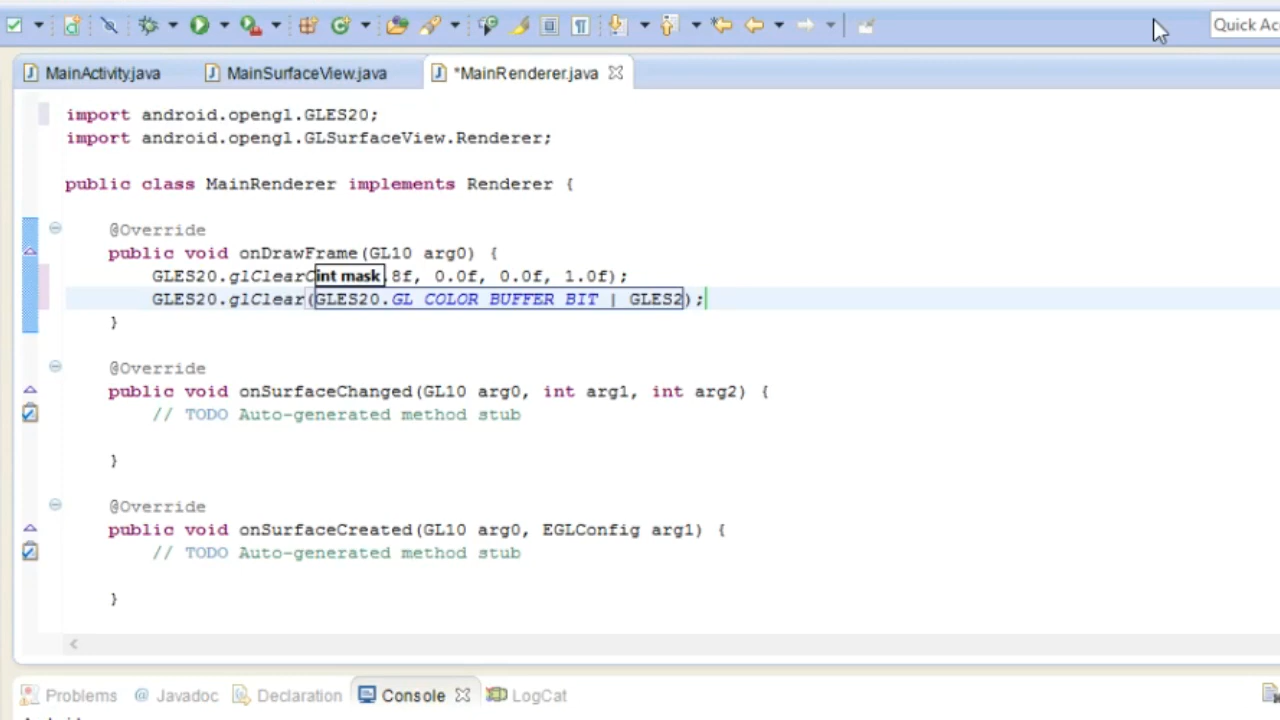 Quick Ac
MainActivity.java MainSurfaceView.java *MainRenderer.java
import android.opengl.GLES20;
import android.opengl.GLSurfaceView.Renderer;
public class MainRenderer implements Renderer {
@Override
public void onDrawFrame(GL10 arg0) {
GLES20.glClearC int mask .8f, 0.0f, 0.0f, 1.0f);
GLES20.glClear(GLES20.GL_COLOR_BUFFER_BIT | GLES2);
}
@Override
public void onSurfaceChanged(GL10 arg0, int arg1, int arg2) {
// TODO Auto-generated method stub
}
@Override
public void onSurfaceCreated(GL10 arg0, EGLConfig arg1) {
// TODO Auto-generated method stub
}
Problems @ Javadoc Declaration Console LogCat